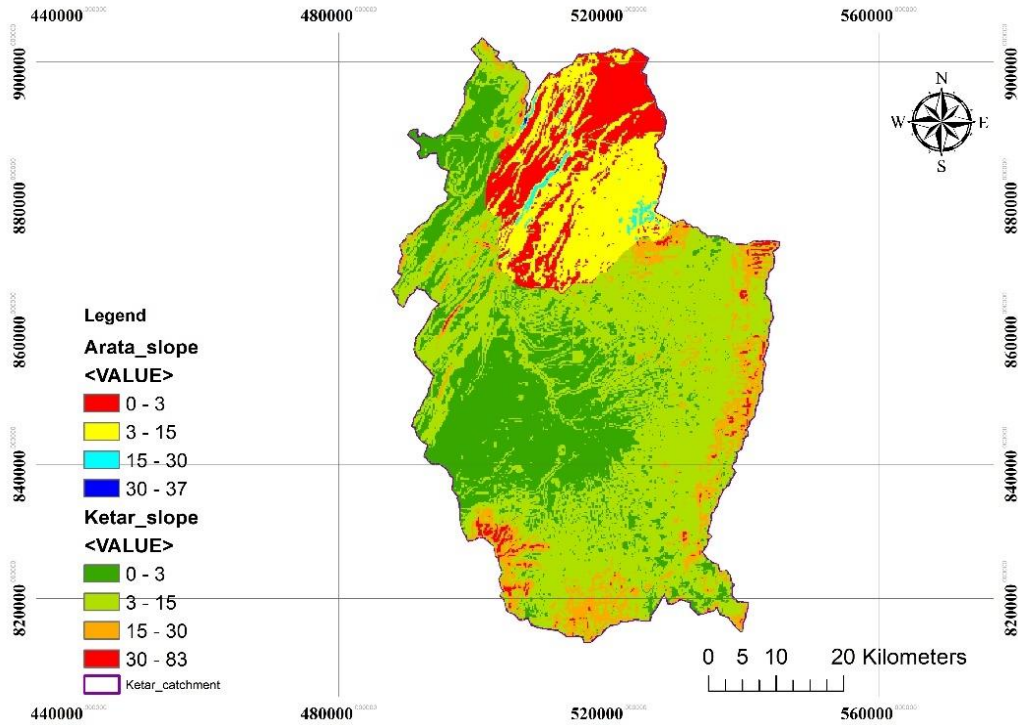 440000 480000 520000 560000
900000 900000
N
W E
S
880000 880000
860000 860000
Legend
Arata_slope
<VALUE>
0 - 3
3 - 15
15 - 30
30 - 37
Ketar_slope
<VALUE>
0 - 3
3 - 15
15 - 30
30 - 83
Ketar_catchment
840000 840000
820000 820000
0 5 10 20 Kilometers
440000 480000 520000 560000